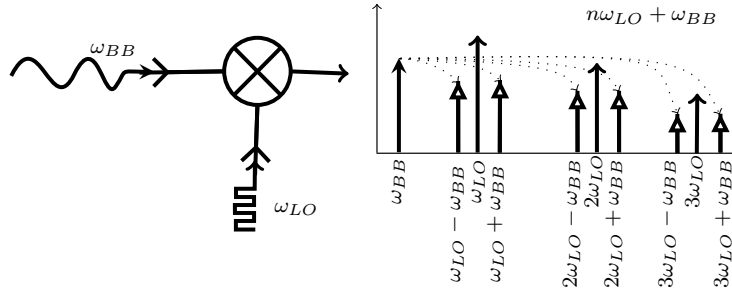 ω_BB
ω_LO
nω_LO + ω_BB
ω_BB
ω_LO − ω_BB
ω_LO
ω_LO + ω_BB
2ω_LO − ω_BB
2ω_LO
2ω_LO + ω_BB
3ω_LO − ω_BB
3ω_LO
3ω_LO + ω_BB